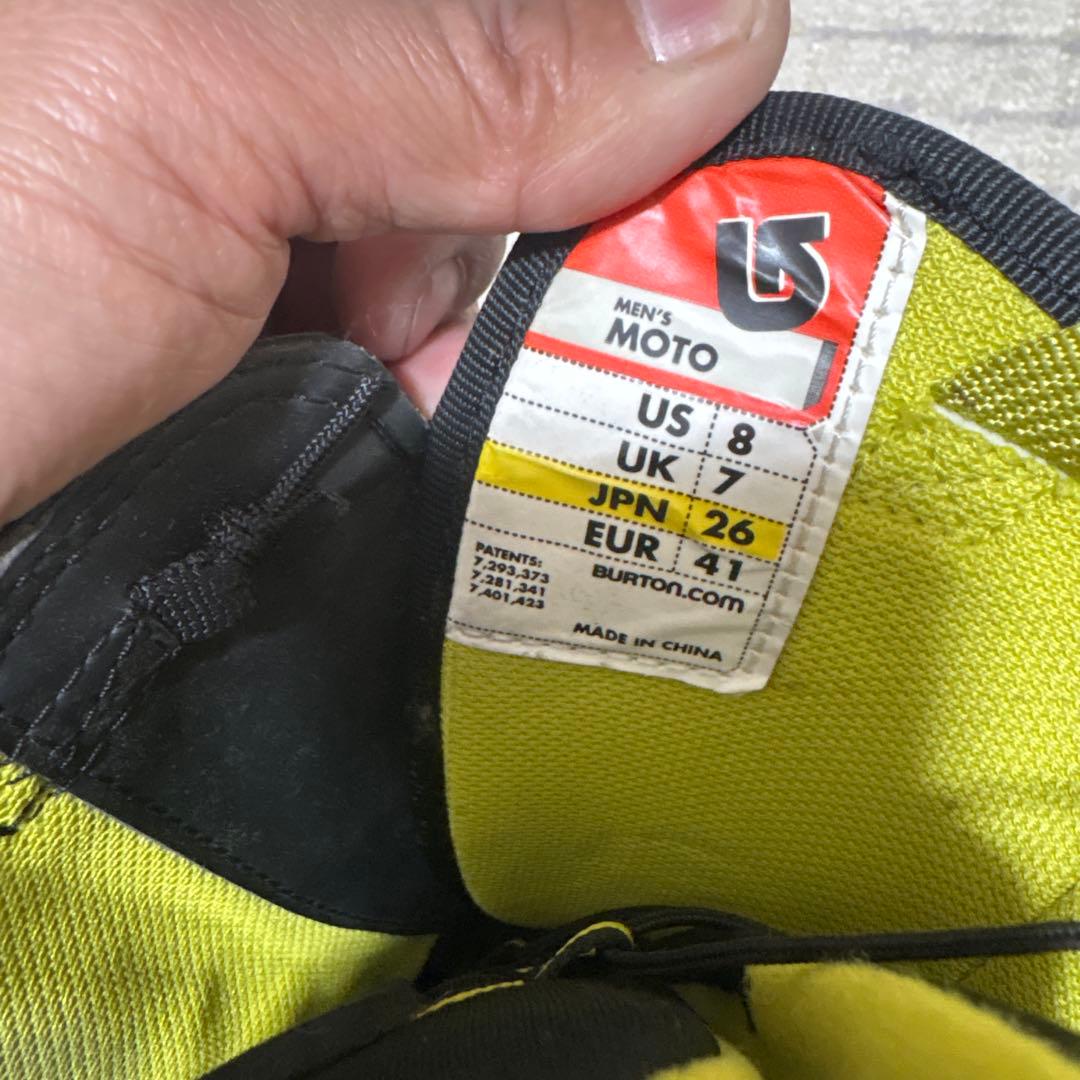 MEN'S
MOTO
US 8
UK 7
JPN 26
EUR 41
PATENTS:
7,293,373
7,281,341
7,401,423
BURTON.COM
MADE IN CHINA